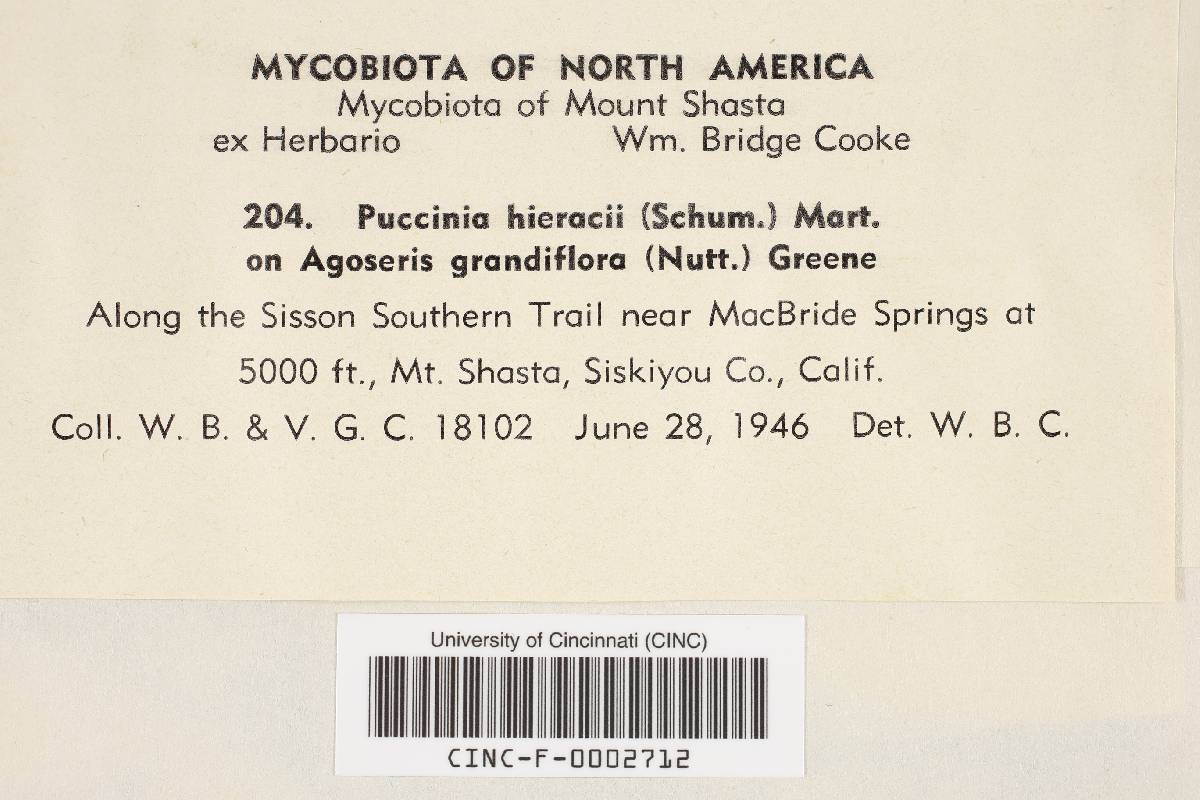 MYCOBIOTA OF NORTH AMERICA
Mycobiota of Mount Shasta
ex Herbario Wm. Bridge Cooke
204. Puccinia hieracii (Schum.) Mart.
on Agoseris grandiflora (Nutt.) Greene
Along the Sisson Southern Trail near MacBride Springs at
5000 ft., Mt. Shasta, Siskiyou Co., Calif.
Coll. W. B. & V. G. C. 18102 June 28, 1946 Det. W. B. C.
University of Cincinnati (CINC)
CINC-F-0002712